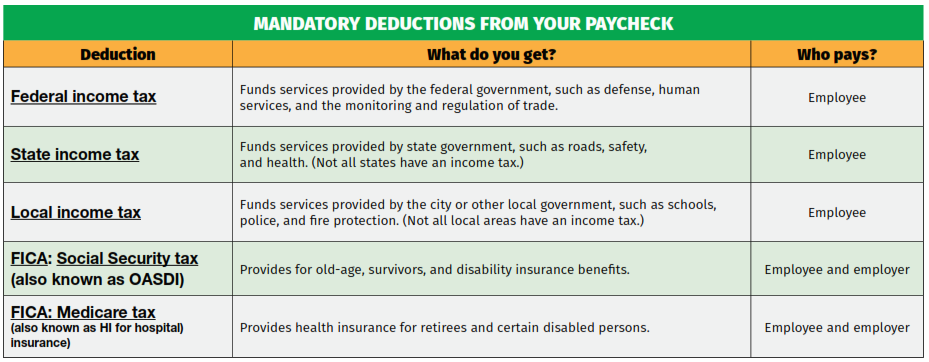 MANDATORY DEDUCTIONS FROM YOUR PAYCHECK
Deduction
What do you get?
Who pays?
Federal income tax
Funds services provided by the federal government, such as defense, human
services, and the monitoring and regulation of trade.
Employee
State income tax
Funds services provided by state government, such as roads, safety,
and health. (Not all states have an income tax.)
Employee
Local income tax
Funds services provided by the city or other local government, such as schools,
police, and fire protection. (Not all local areas have an income tax.)
Employee
FICA: Social Security tax
(also known as OASDI)
Provides for old-age, survivors, and disability insurance benefits.
Employee and employer
FICA: Medicare tax
(also known as HI for hospital)
insurance)
Provides health insurance for retirees and certain disabled persons.
Employee and employer